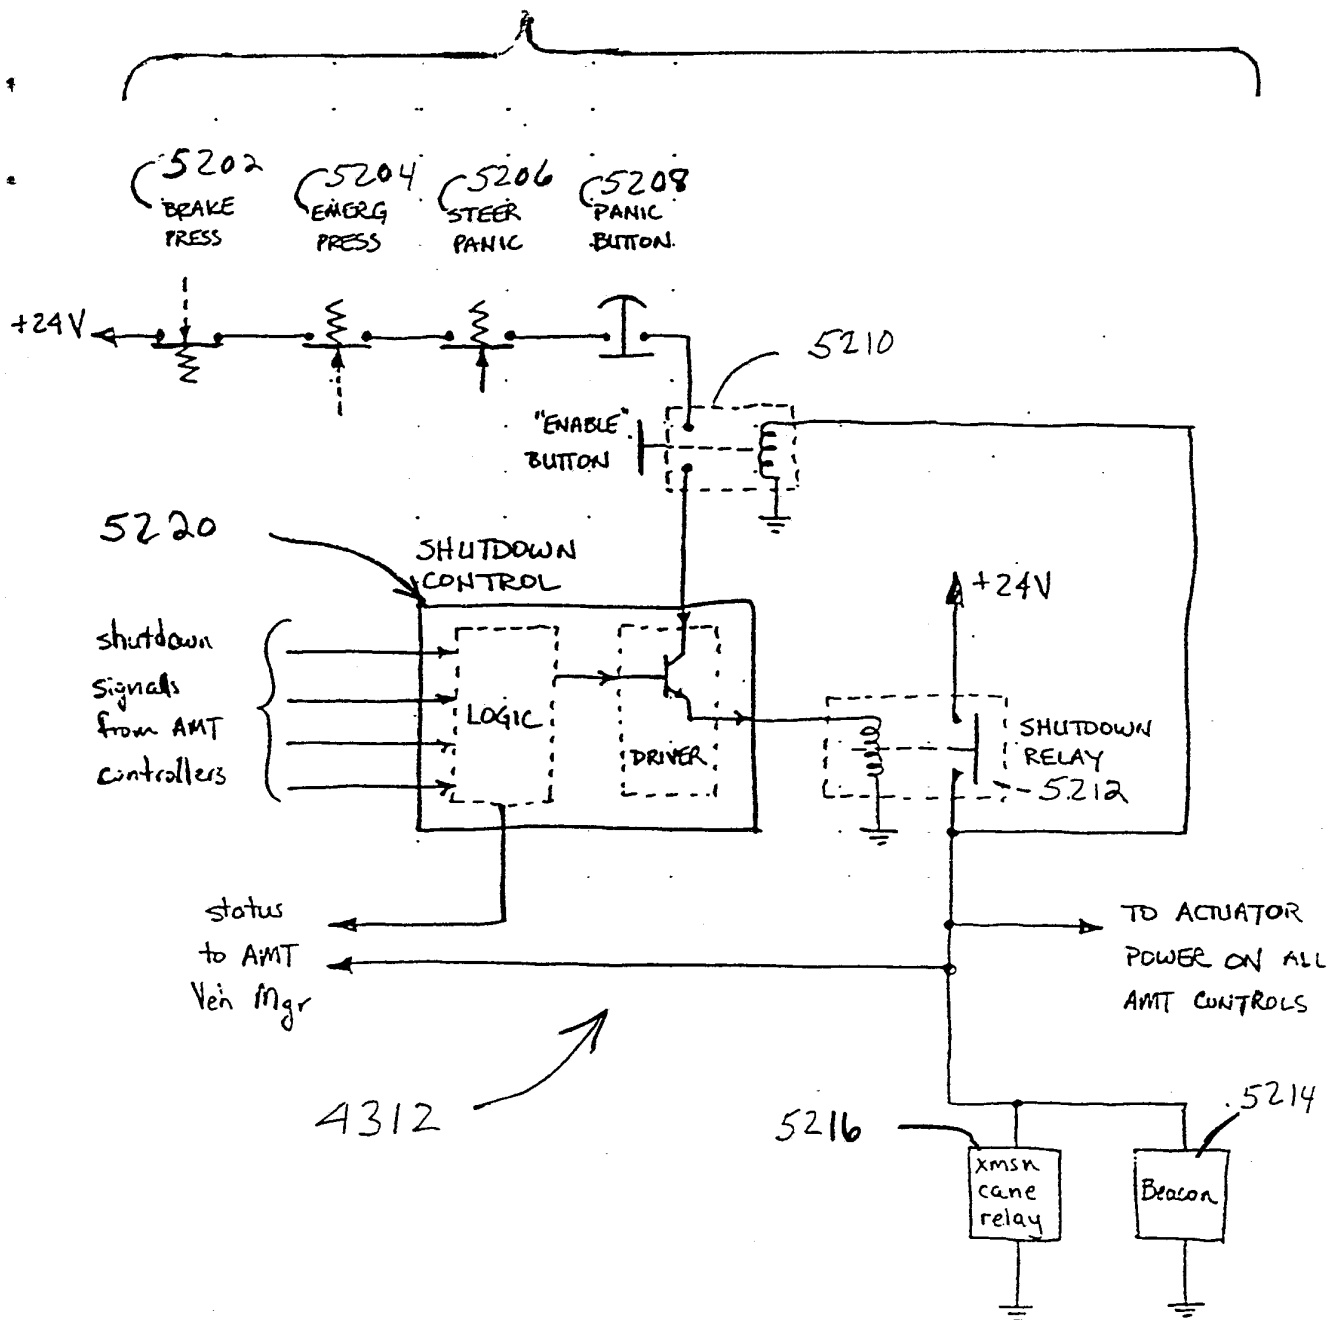 5202
BRAKE
PRESS
5204
EMERG
PRESS
5206
STEER
PANIC
5208
PANIC
BUTTON
+24V
5210
"ENABLE"
BUTTON
5220
SHUTDOWN
CONTROL
+24V
shutdown
signals
from AMT
controllers
LOGIC
DRIVER
SHUTDOWN
RELAY
5212
status
to AMT
Veh Mgr
TO ACTUATOR
POWER ON ALL
AMT CONTROLS
4312
5216
5214
xmsn
cane
relay
Beacon